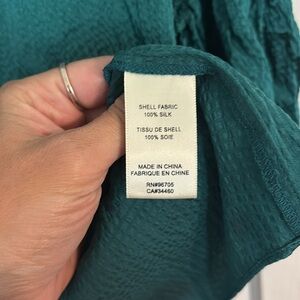 SHELL FABRIC
100% SILK
TISSU DE SHELL
100% SOIE
MADE IN CHINA
FABRIQUE EN CHINE
RN#96705
CA#34460